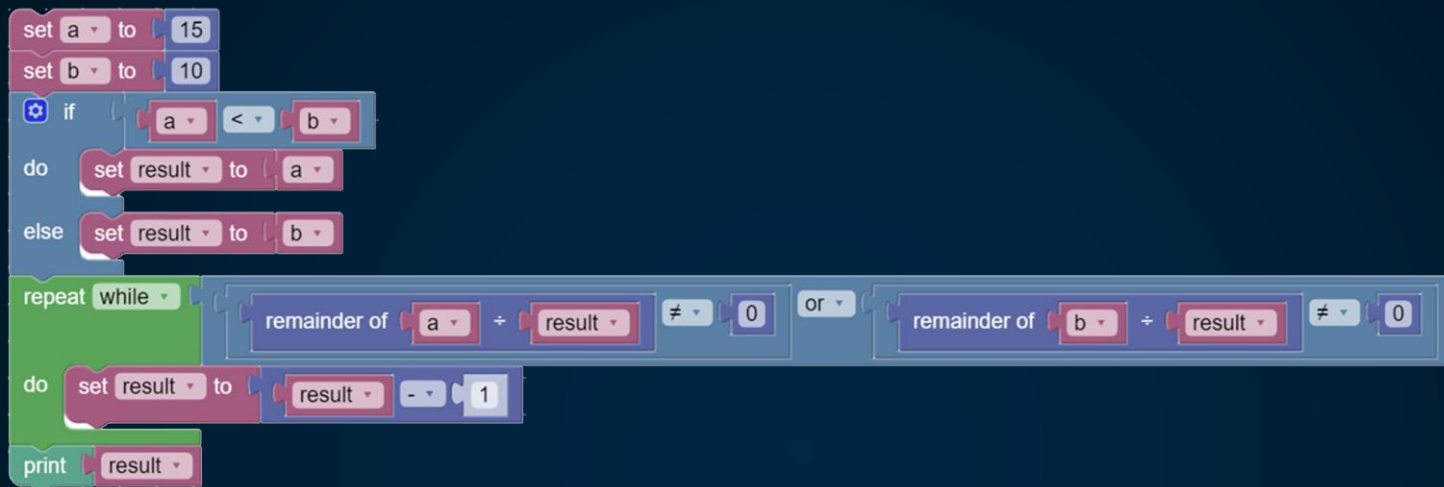 set a to 15
set b to 10
if a < b
do set result to a
else set result to b
repeat while remainder of a ÷ result ≠ 0 or remainder of b ÷ result ≠ 0
do set result to result - 1
print result